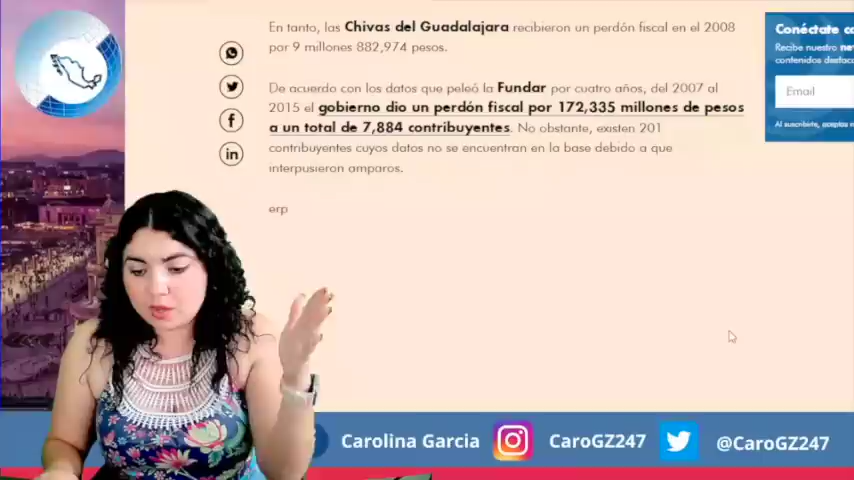 En tanto, las Chivas del Guadalajara recibieron un perdón fiscal en el 2008
por 9 millones 882,974 pesos.
De acuerdo con los datos que peleó la Fundar por cuatro años, del 2007 al
2015 el gobierno dio un perdón fiscal por 172,335 millones de pesos
a un total de 7,884 contribuyentes. No obstante, existen 201
contribuyentes cuyos datos no se encuentran en la base debido a que
interpusieron amparos.
erp
Conéctate
Recibe nuestro
contenidos
Email
Al suscribirte, aceptas
Carolina Garcia
CaroGZ247
@CaroGZ247